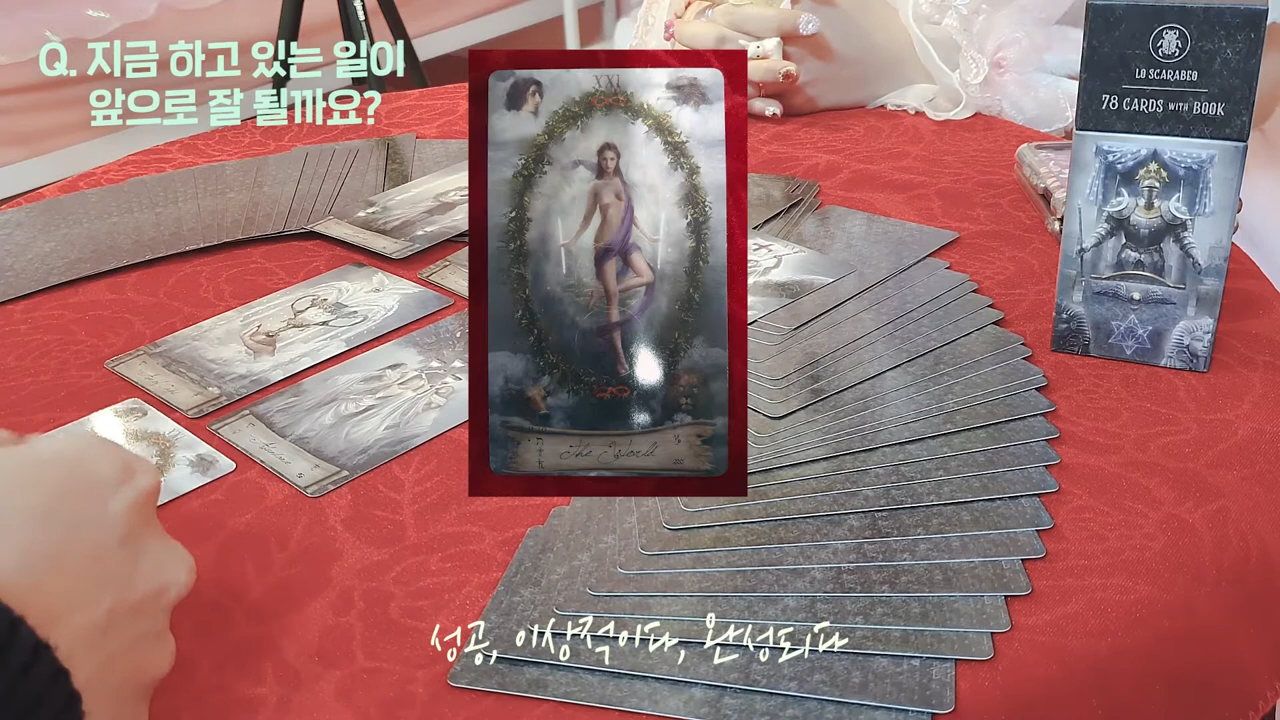 Q. 지금 하고 있는 일이
앞으로 잘 될까요?
XXI
The World
LO SCARABEO
78 CARDS WITH BOOK
성공, 이상적이다, 완성되다